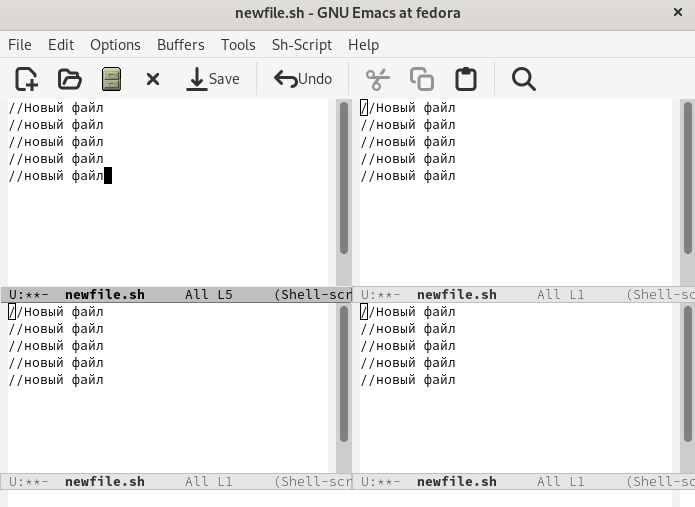 newfile.sh - GNU Emacs at fedora
File Edit Options Buffers Tools Sh-Script Help
Save Undo
//Новый файл
//новый файл
//новый файл
//новый файл
//новый файл
U:**- newfile.sh All L5 (Shell-scr
//Новый файл
//новый файл
//новый файл
//новый файл
//новый файл
U:**- newfile.sh All L1 (Shell-sc
//Новый файл
//новый файл
//новый файл
//новый файл
//новый файл
U:**- newfile.sh All L1 (Shell-scr
//Новый файл
//новый файл
//новый файл
//новый файл
//новый файл
U:**- newfile.sh All L1 (Shell-sc